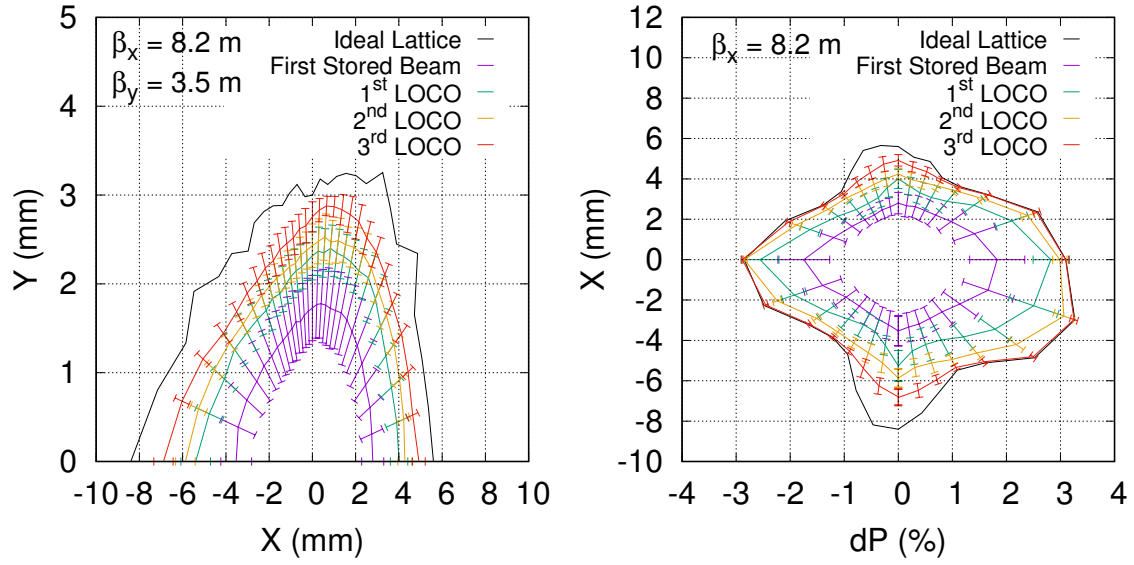 βx = 8.2 m
βy = 3.5 m
Ideal Lattice
First Stored Beam
1st LOCO
2nd LOCO
3rd LOCO
5
4
3
2
1
0
Y (mm)
-10 -8 -6 -4 -2 0 2 4 6 8 10
X (mm)
βx = 8.2 m
Ideal Lattice
First Stored Beam
1st LOCO
2nd LOCO
3rd LOCO
12
10
8
6
4
2
0
-2
-4
-6
-8
-10
X (mm)
-4 -3 -2 -1 0 1 2 3 4
dP (%)